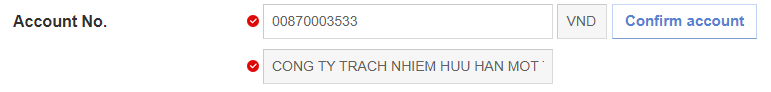 Account No. 00870003533 VND Confirm account
CONG TY TRACH NHIEM HUU HAN MOT